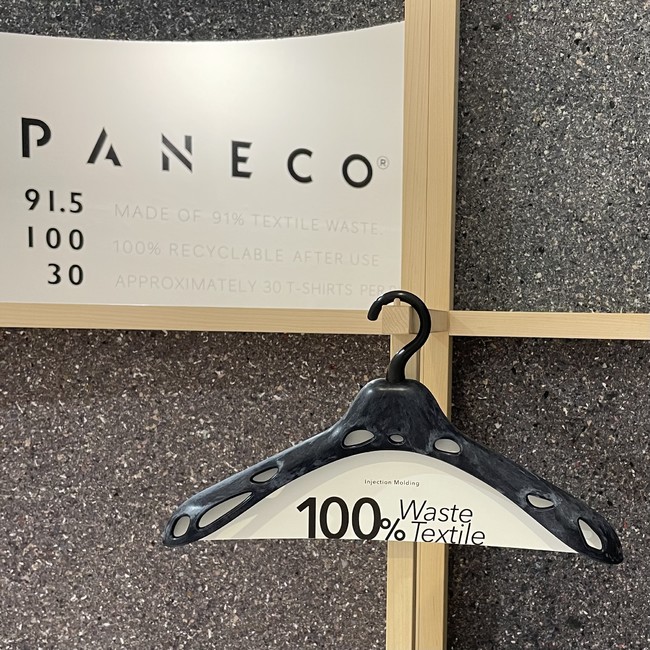 PANECO®
91.5 MADE OF 91% TEXTILE WASTE.
100 100% RECYCLABLE AFTER USE
30 APPROXIMATELY 30 T-SHIRTS PER
Injection Molding
100% Waste
Textile